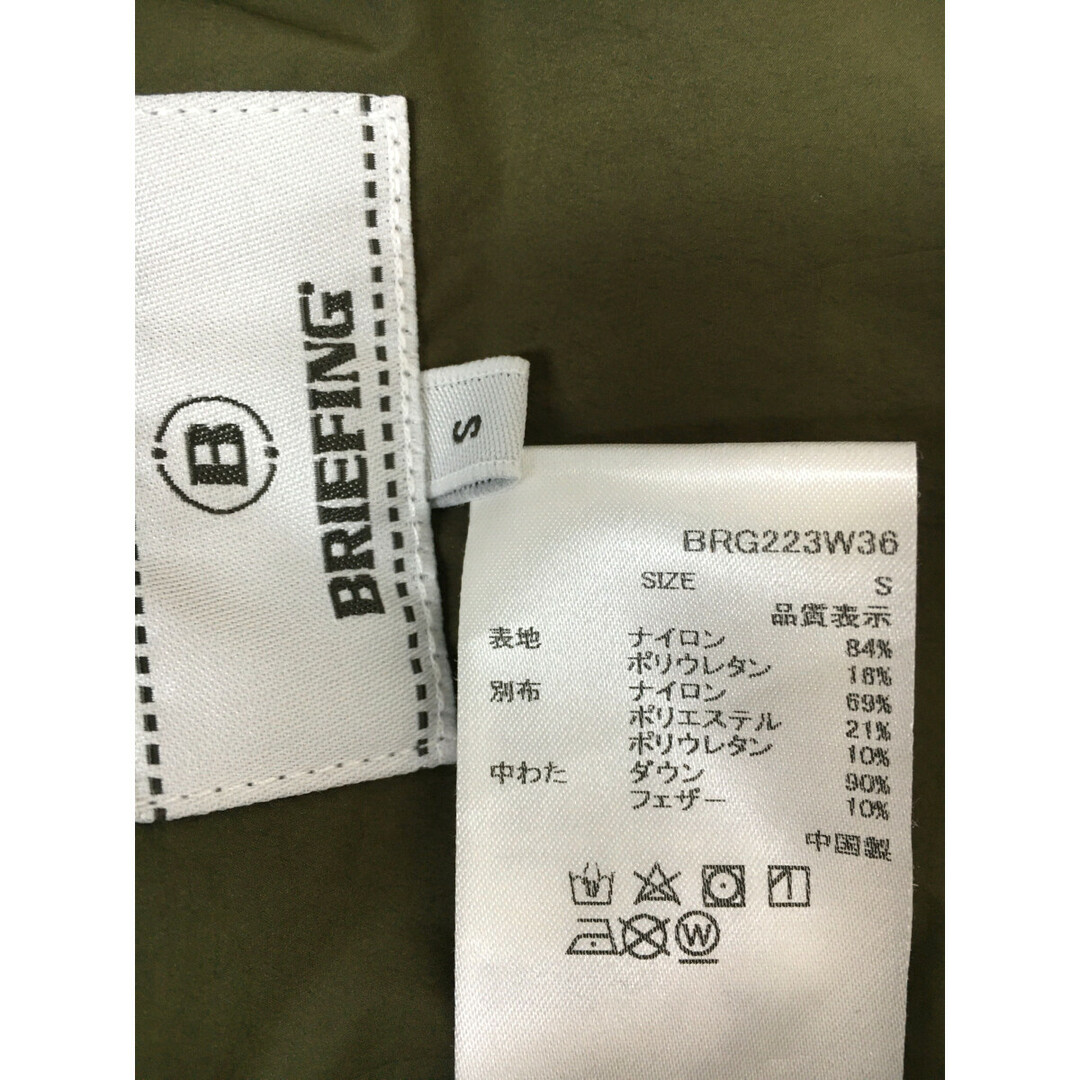 B
BRIEFING
S
BRG223W36
SIZE S
品質表示
表地 ナイロン 84%
ポリウレタン 16%
別布 ナイロン 69%
ポリエステル 21%
ポリウレタン 10%
中わた ダウン 90%
フェザー 10%
中国製
W